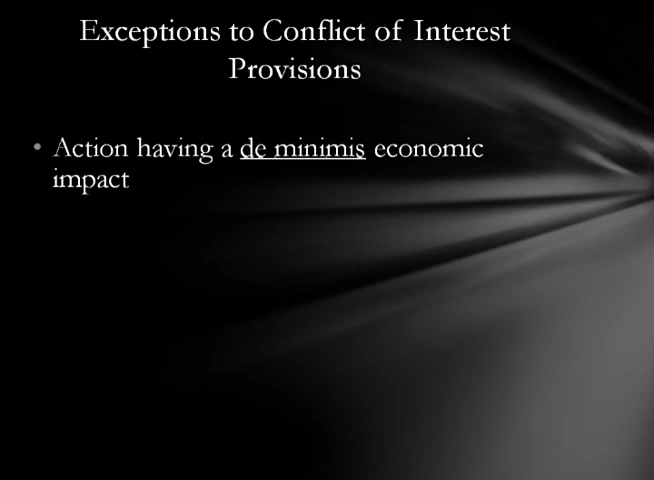 Exceptions to Conflict of Interest
Provisions
• Action having a de minimis economic
impact